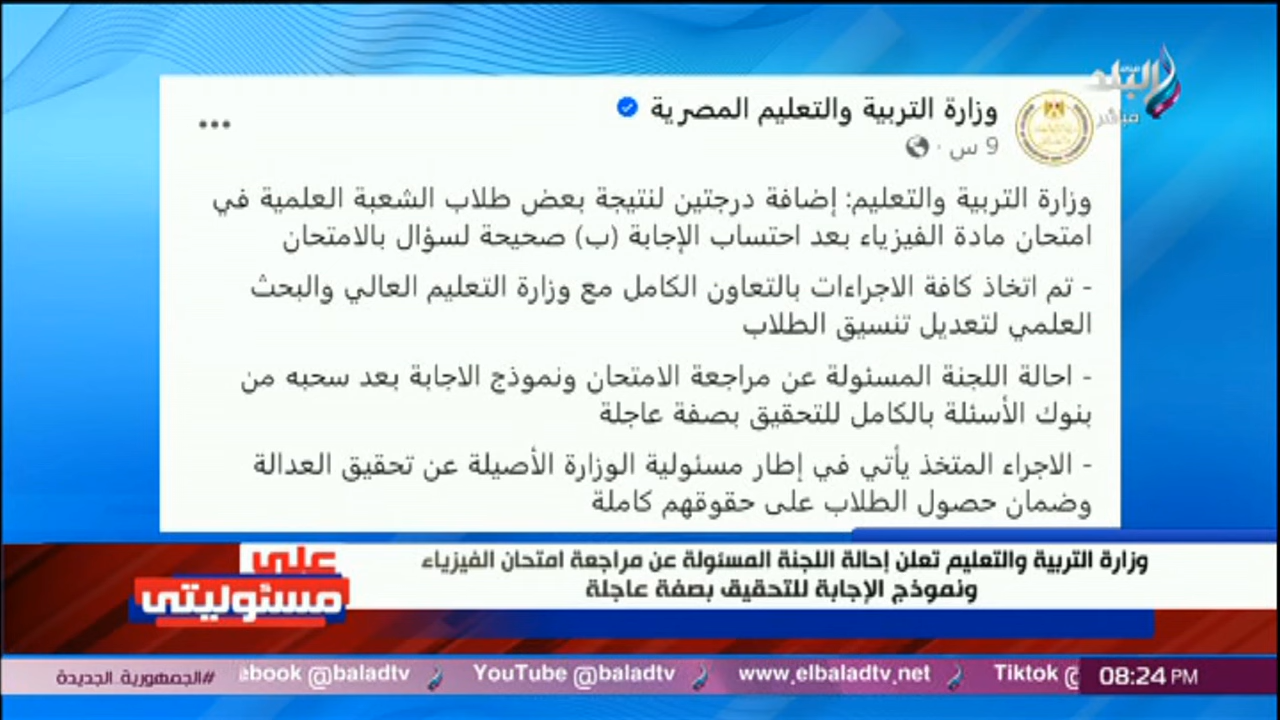 البلد
مباشر
وزارة التربية والتعليم المصرية
9 س ·
وزارة التربية والتعليم: إضافة درجتين لنتيجة بعض طلاب الشعبة العلمية في
امتحان مادة الفيزياء بعد احتساب الإجابة (ب) صحيحة لسؤال بالامتحان
- تم اتخاذ كافة الاجراءات بالتعاون الكامل مع وزارة التعليم العالي والبحث
العلمي لتعديل تنسيق الطلاب
- احالة اللجنة المسئولة عن مراجعة الامتحان ونموذج الاجابة بعد سحبه من
بنوك الأسئلة بالكامل للتحقيق بصفة عاجلة
- الاجراء المتخذ يأتي في إطار مسئولية الوزارة الأصيلة عن تحقيق العدالة
وضمان حصول الطلاب على حقوقهم كاملة
وزارة التربية والتعليم تعلن إحالة اللجنة المسئولة عن مراجعة امتحان الفيزياء
ونموذج الإجابة للتحقيق بصفة عاجلة
على
مسئوليتي
#الجمهورية الجديدة
ebook @baladtv YouTube @baladtv www.elbaladtv.net Tiktok @
08:24 PM